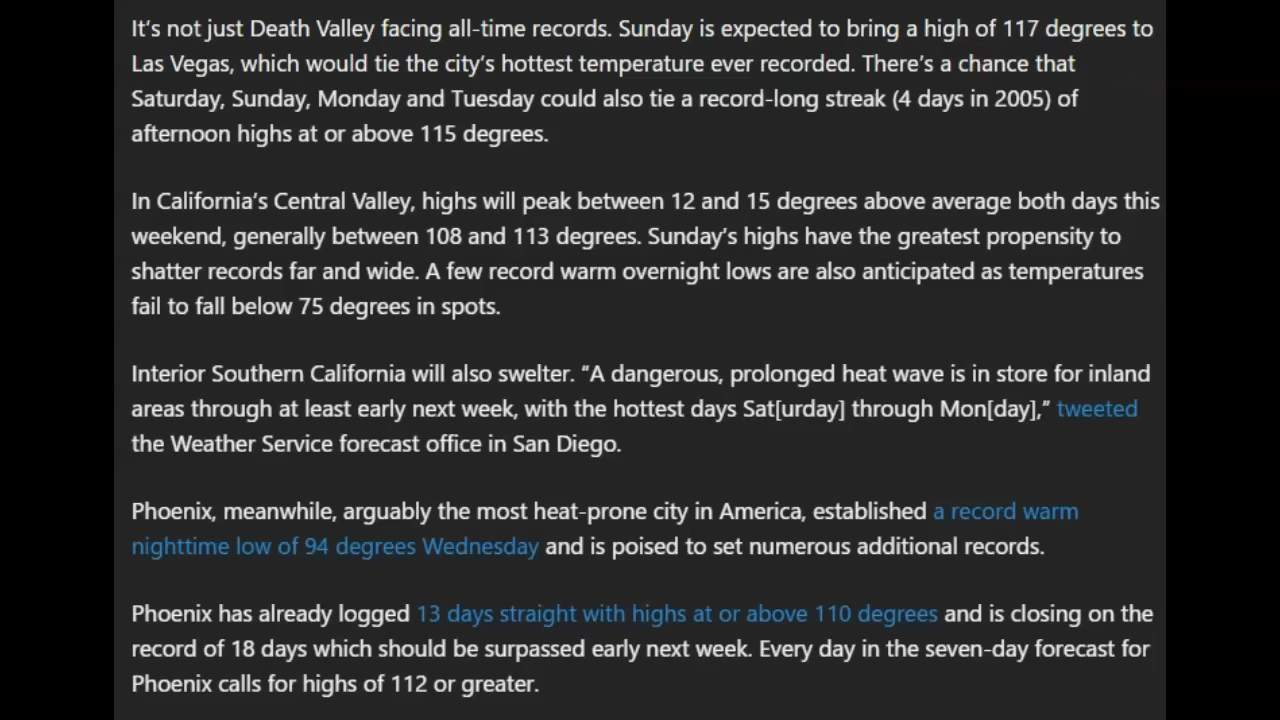 It's not just Death Valley facing all-time records. Sunday is expected to bring a high of 117 degrees to
Las Vegas, which would tie the city's hottest temperature ever recorded. There's a chance that
Saturday, Sunday, Monday and Tuesday could also tie a record-long streak (4 days in 2005) of
afternoon highs at or above 115 degrees.
In California's Central Valley, highs will peak between 12 and 15 degrees above average both days this
weekend, generally between 108 and 113 degrees. Sunday's highs have the greatest propensity to
shatter records far and wide. A few record warm overnight lows are also anticipated as temperatures
fail to fall below 75 degrees in spots.
Interior Southern California will also swelter. “A dangerous, prolonged heat wave is in store for inland
areas through at least early next week, with the hottest days Sat[urday] through Mon[day],” tweeted
the Weather Service forecast office in San Diego.
Phoenix, meanwhile, arguably the most heat-prone city in America, established a record warm
nighttime low of 94 degrees Wednesday and is poised to set numerous additional records.
Phoenix has already logged 13 days straight with highs at or above 110 degrees and is closing on the
record of 18 days which should be surpassed early next week. Every day in the seven-day forecast for
Phoenix calls for highs of 112 or greater.